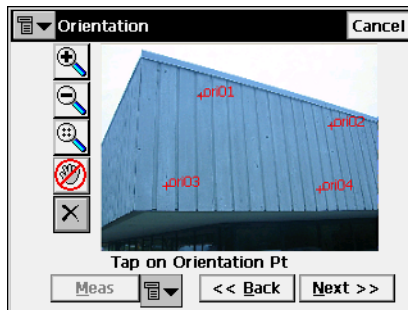 Orientation Cancel
ori01
ori02
ori03
ori04
Tap on Orientation Pt
Meas << Back Next >>